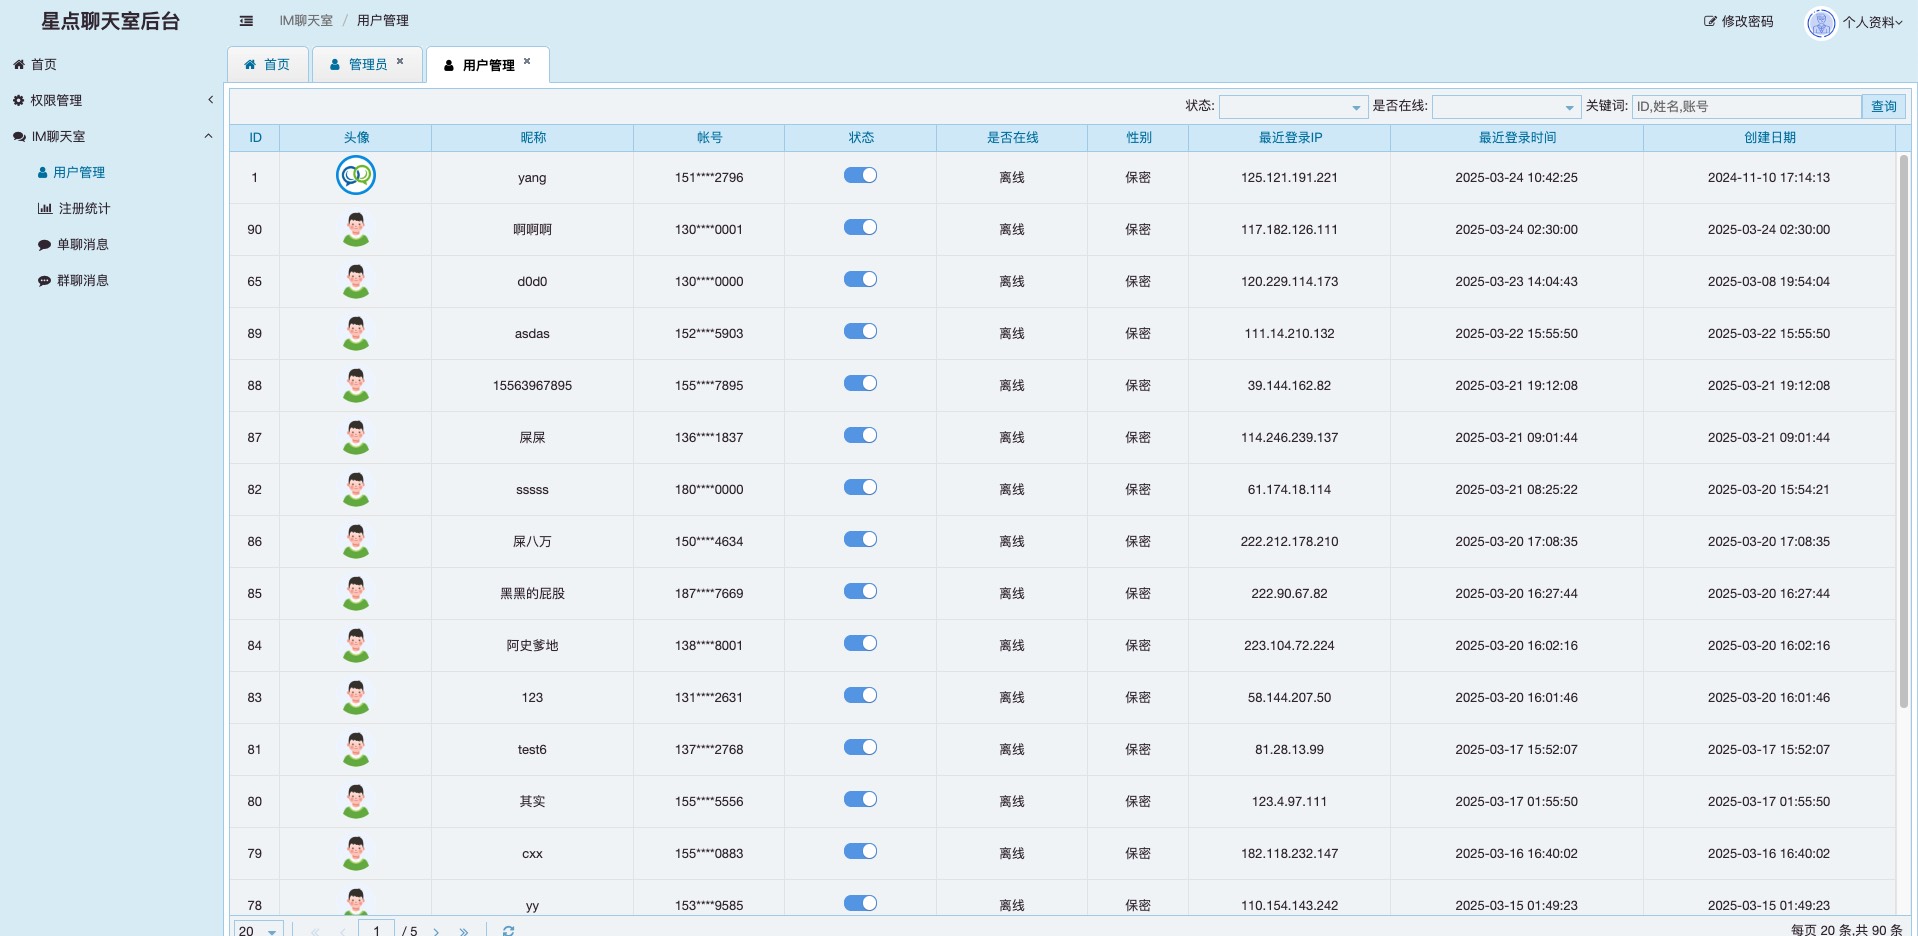 星点聊天室后台
IM聊天室 / 用户管理
修改密码 个人资料
首页
权限管理
IM聊天室
用户管理
注册统计
单聊消息
群聊消息
首页 管理员 × 用户管理 ×
状态: 是否在线: 关键词: ID,姓名,账号 查询
ID 头像 昵称 帐号 状态 是否在线 性别 最近登录IP 最近登录时间 创建日期
1 yang 151****2796 离线 保密 125.121.191.221 2025-03-24 10:42:25 2024-11-10 17:14:13
90 啊啊啊 130****0001 离线 保密 117.182.126.111 2025-03-24 02:30:00 2025-03-24 02:30:00
65 d0d0 130****0000 离线 保密 120.229.114.173 2025-03-23 14:04:43 2025-03-08 19:54:04
89 asdas 152****5903 离线 保密 111.14.210.132 2025-03-22 15:55:50 2025-03-22 15:55:50
88 15563967895 155****7895 离线 保密 39.144.162.82 2025-03-21 19:12:08 2025-03-21 19:12:08
87 屎屎 136****1837 离线 保密 114.246.239.137 2025-03-21 09:01:44 2025-03-21 09:01:44
82 sssss 180****0000 离线 保密 61.174.18.114 2025-03-21 08:25:22 2025-03-20 15:54:21
86 屎八万 150****4634 离线 保密 222.212.178.210 2025-03-20 17:08:35 2025-03-20 17:08:35
85 黑黑的屁股 187****7669 离线 保密 222.90.67.82 2025-03-20 16:27:44 2025-03-20 16:27:44
84 阿史爹地 138****8001 离线 保密 223.104.72.224 2025-03-20 16:02:16 2025-03-20 16:02:16
83 123 131****2631 离线 保密 58.144.207.50 2025-03-20 16:01:46 2025-03-20 16:01:46
81 test6 137****2768 离线 保密 81.28.13.99 2025-03-17 15:52:07 2025-03-17 15:52:07
80 其实 155****5556 离线 保密 123.4.97.111 2025-03-17 01:55:50 2025-03-17 01:55:50
79 cxx 155****0883 离线 保密 182.118.232.147 2025-03-16 16:40:02 2025-03-16 16:40:02
78 yy 153****9585 离线 保密 110.154.143.242 2025-03-15 01:49:23 2025-03-15 01:49:23
20 1 / 5 每页 20 条,共 90 条